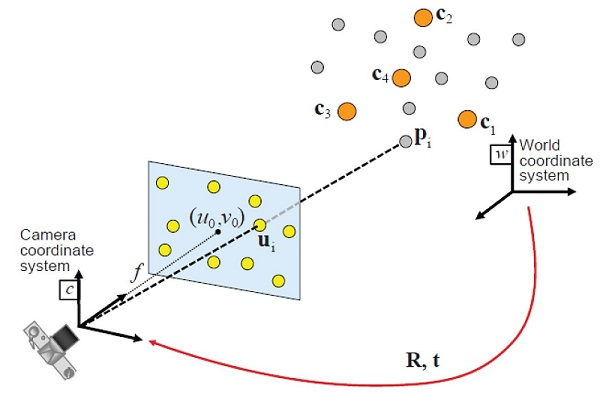 c₂
c₄
c₃
c₁
pᵢ
w
World
coordinate
system
(u₀,v₀)
uᵢ
Camera
coordinate
system
f
c
R, t